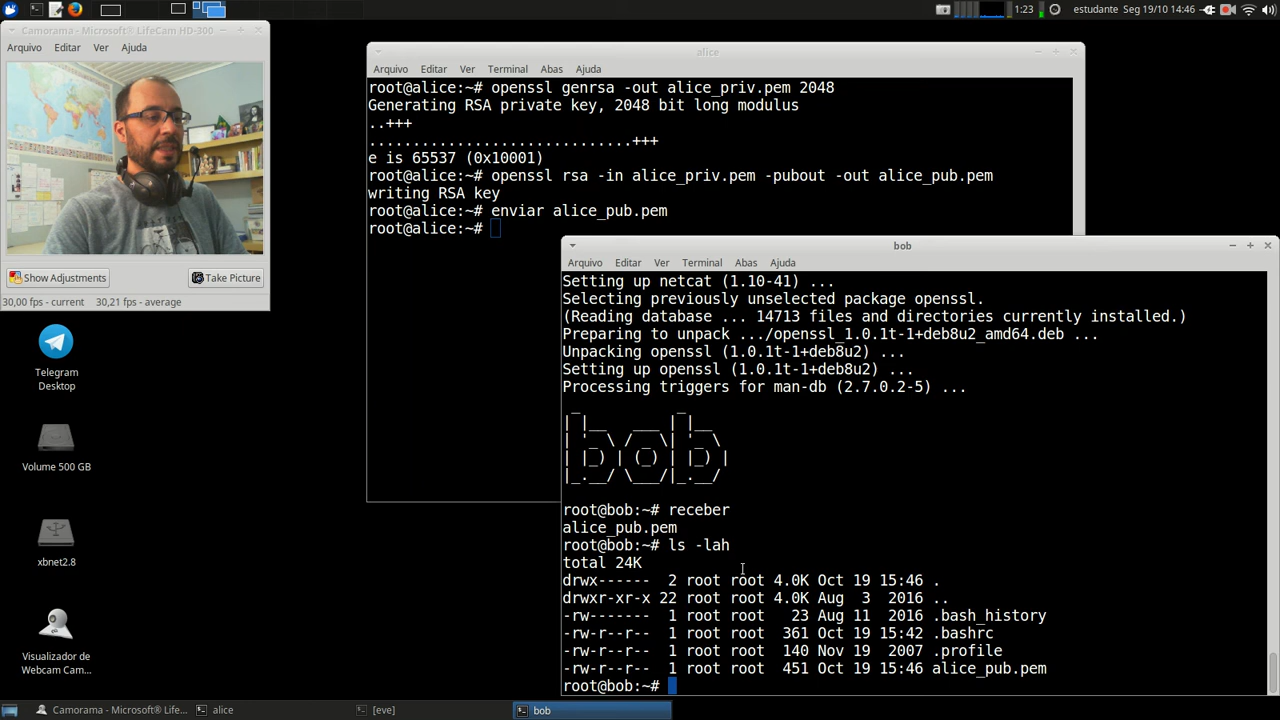 1:23
estudante Seg 19/10 14:46
Camorama - Microsoft® LifeCam HD-300
Arquivo Editar Ver Ajuda
Show Adjustments
Take Picture
30,00 fps - current 30,21 fps - average
Telegram
Desktop
Volume 500 GB
xbnet2.8
Visualizador de
Webcam Cam...
alice
Arquivo Editar Ver Terminal Abas Ajuda
root@alice:~# openssl genrsa -out alice_priv.pem 2048
Generating RSA private key, 2048 bit long modulus
..+++
..............................+++
e is 65537 (0x10001)
root@alice:~# openssl rsa -in alice_priv.pem -pubout -out alice_pub.pem
writing RSA key
root@alice:~# enviar alice_pub.pem
root@alice:~#
bob
Arquivo Editar Ver Terminal Abas Ajuda
Setting up netcat (1.10-41) ...
Selecting previously unselected package openssl.
(Reading database ... 14713 files and directories currently installed.)
Preparing to unpack .../openssl_1.0.1t-1+deb8u2_amd64.deb ...
Unpacking openssl (1.0.1t-1+deb8u2) ...
Setting up openssl (1.0.1t-1+deb8u2) ...
Processing triggers for man-db (2.7.0.2-5) ...
bob
root@bob:~# receber
alice_pub.pem
root@bob:~# ls -lah
total 24K
drwx------ 2 root root 4.0K Oct 19 15:46 .
drwxr-xr-x 22 root root 4.0K Aug 3 2016 ..
-rw------- 1 root root 23 Aug 11 2016 .bash_history
-rw-r--r-- 1 root root 361 Oct 19 15:42 .bashrc
-rw-r--r-- 1 root root 140 Nov 19 2007 .profile
-rw-r--r-- 1 root root 451 Oct 19 15:46 alice_pub.pem
root@bob:~#
Camorama - Microsoft® LifeC...
alice
[eve]
bob